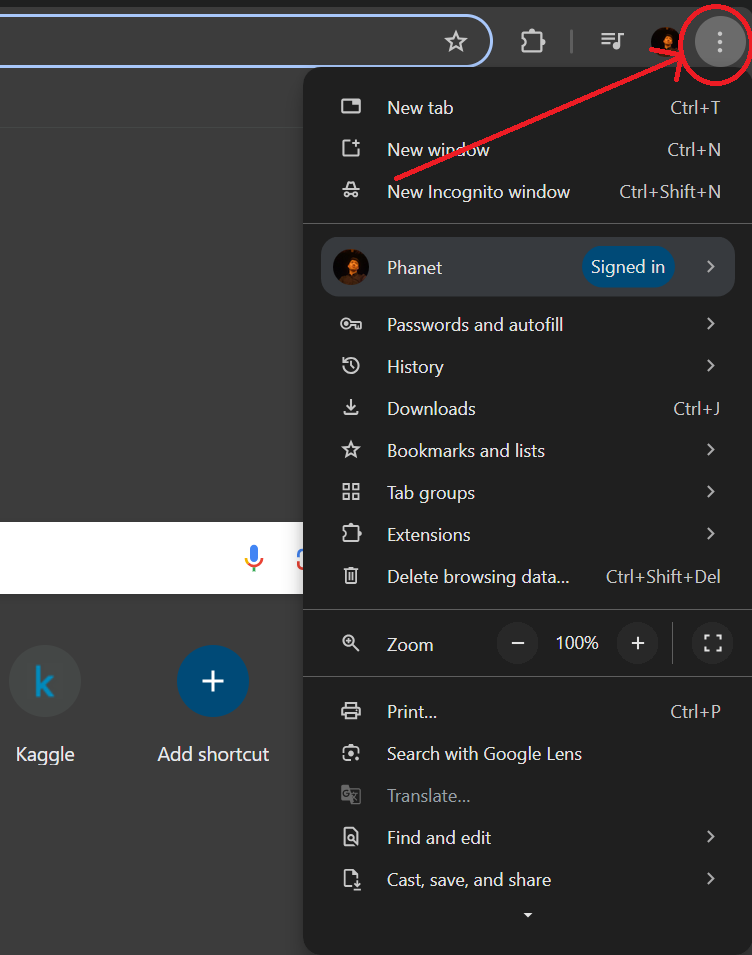 New tab Ctrl+T
New window Ctrl+N
New Incognito window Ctrl+Shift+N
Phanet Signed in
Passwords and autofill
History
Downloads Ctrl+J
Bookmarks and lists
Tab groups
Extensions
Delete browsing data... Ctrl+Shift+Del
Zoom − 100% +
k
Kaggle
Add shortcut
Print... Ctrl+P
Search with Google Lens
Translate...
Find and edit
Cast, save, and share